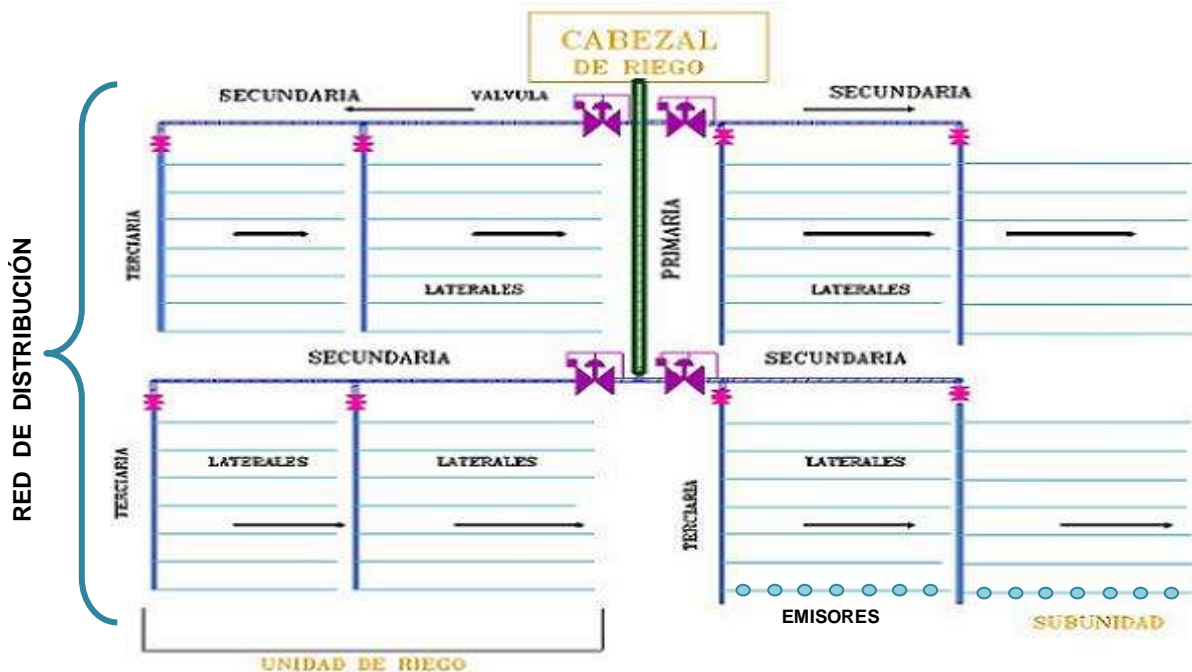 CABEZAL
DE RIEGO
SECUNDARIA
VALVULA
SECUNDARIA
TERCIARIA
PRIMARIA
LATERALES
LATERALES
RED DE DISTRIBUCIÓN
SECUNDARIA
SECUNDARIA
TERCIARIA
LATERALES
LATERALES
TERCIARIA
LATERALES
EMISORES
SUBUNIDAD
UNIDAD DE RIEGO